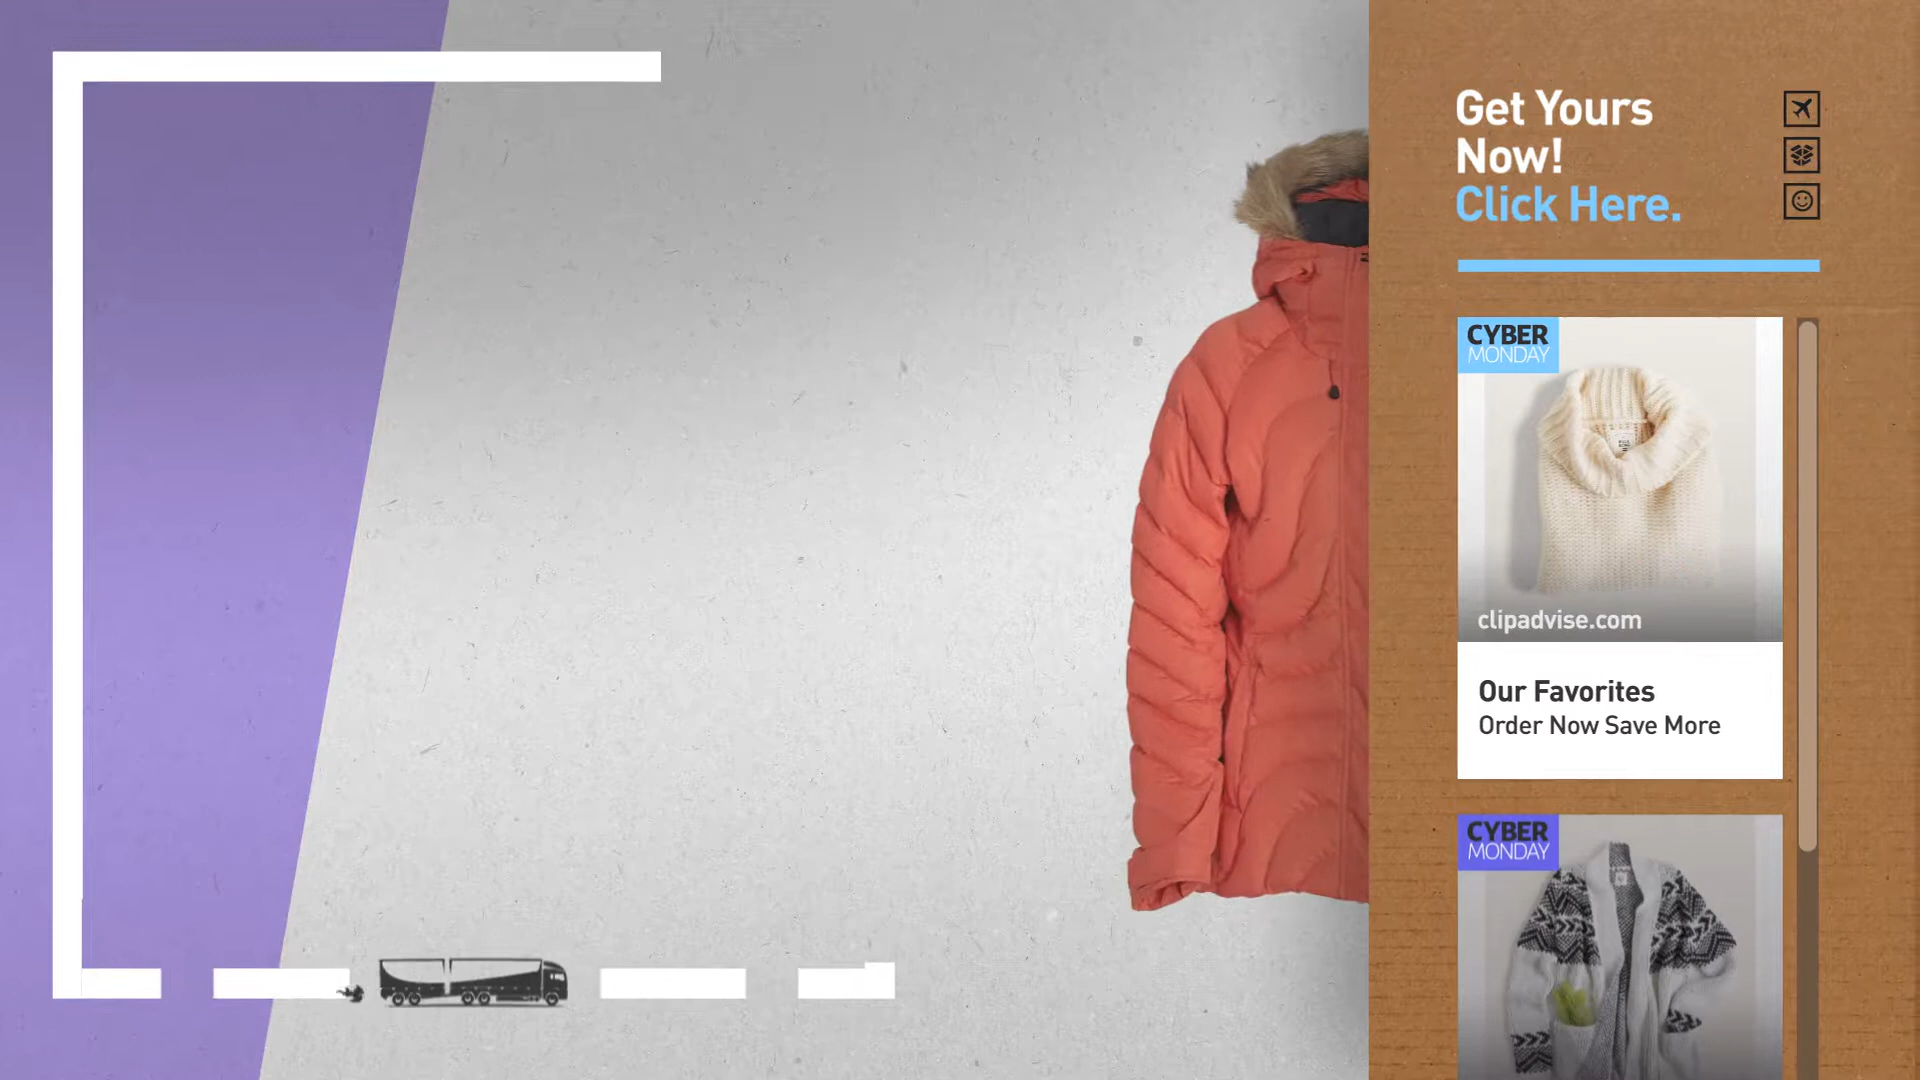 Get Yours
Now!
Click Here.
CYBER
MONDAY
clipadvise.com
Our Favorites
Order Now Save More
CYBER
MONDAY